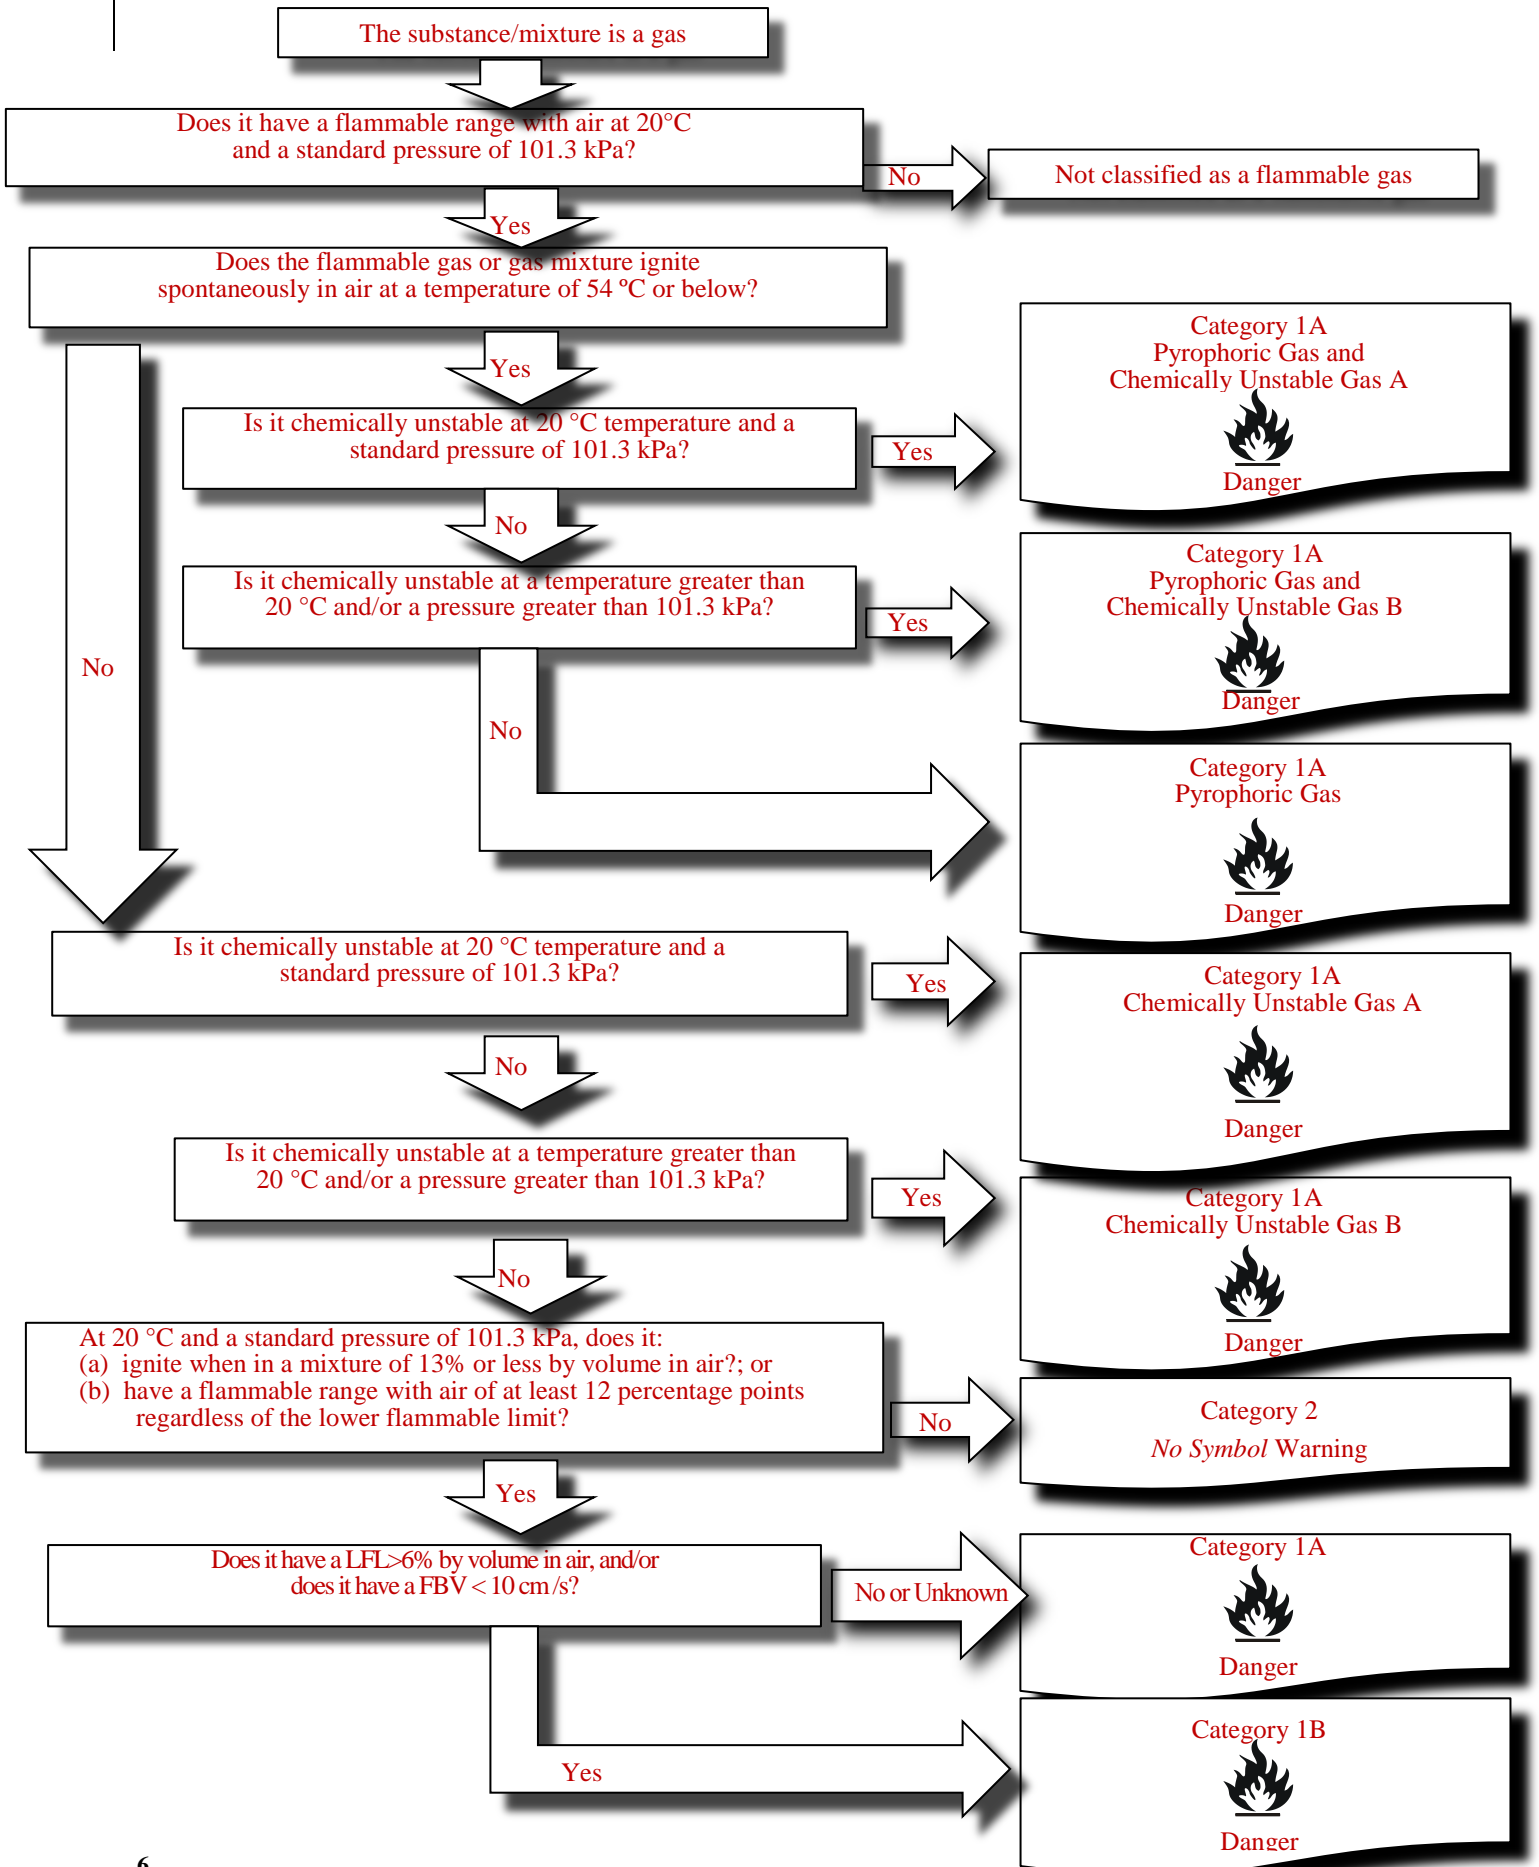 The substance/mixture is a gas
Does it have a flammable range with air at 20°C
and a standard pressure of 101.3 kPa?
No
Not classified as a flammable gas
Yes
Does the flammable gas or gas mixture ignite
spontaneously in air at a temperature of 54 ºC or below?
Yes
Category 1A
Pyrophoric Gas and
Chemically Unstable Gas A
Danger
Is it chemically unstable at 20 °C temperature and a
standard pressure of 101.3 kPa?
Yes
No
Category 1A
Pyrophoric Gas and
Chemically Unstable Gas B
Danger
Is it chemically unstable at a temperature greater than
20 °C and/or a pressure greater than 101.3 kPa?
Yes
No
No
Category 1A
Pyrophoric Gas
Danger
Is it chemically unstable at 20 °C temperature and a
standard pressure of 101.3 kPa?
Yes
Category 1A
Chemically Unstable Gas A
Danger
No
Is it chemically unstable at a temperature greater than
20 °C and/or a pressure greater than 101.3 kPa?
Yes
Category 1A
Chemically Unstable Gas B
Danger
No
At 20 °C and a standard pressure of 101.3 kPa, does it:
(a) ignite when in a mixture of 13% or less by volume in air?; or
(b) have a flammable range with air of at least 12 percentage points
regardless of the lower flammable limit?
No
Category 2
No Symbol Warning
Yes
Does it have a LFL>6% by volume in air, and/or
does it have a FBV < 10 cm /s?
No or Unknown
Category 1A
Danger
Yes
Category 1B
Danger
6